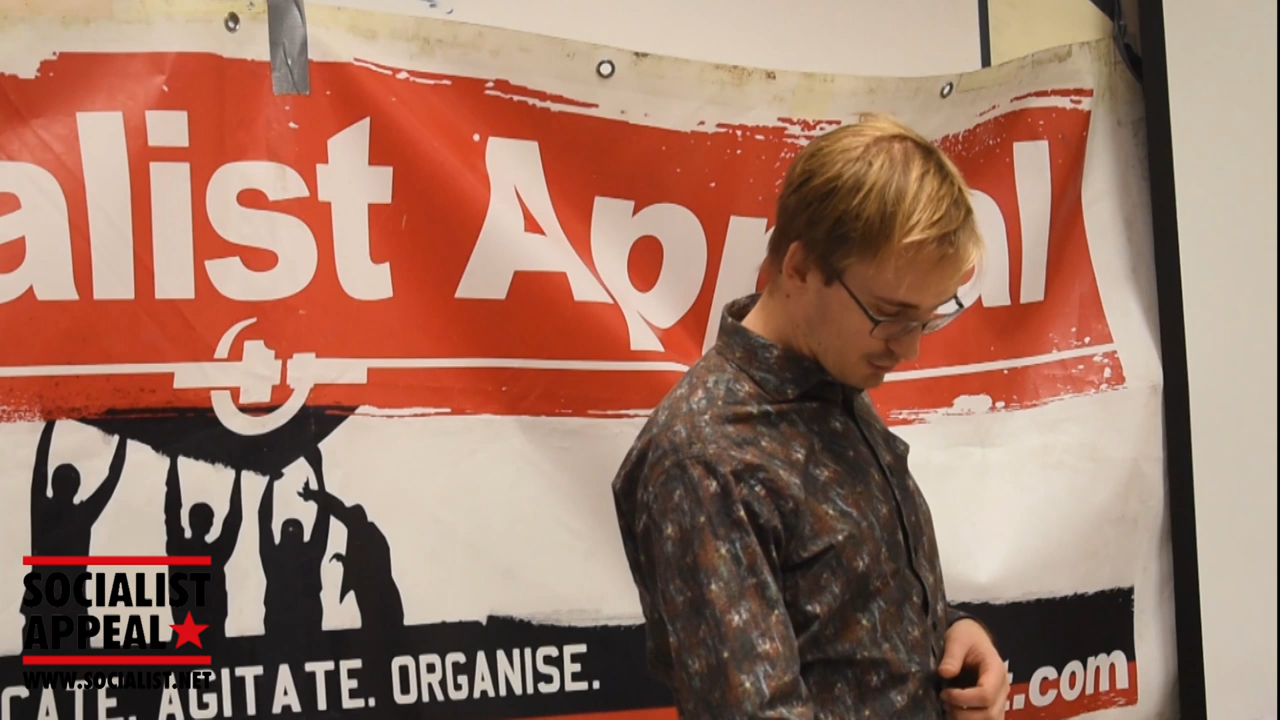 alist Ap al
SOCIALIST
APPEAL
WWW.SOCIALIST.NET
CATE. AGITATE. ORGANISE.
t.com